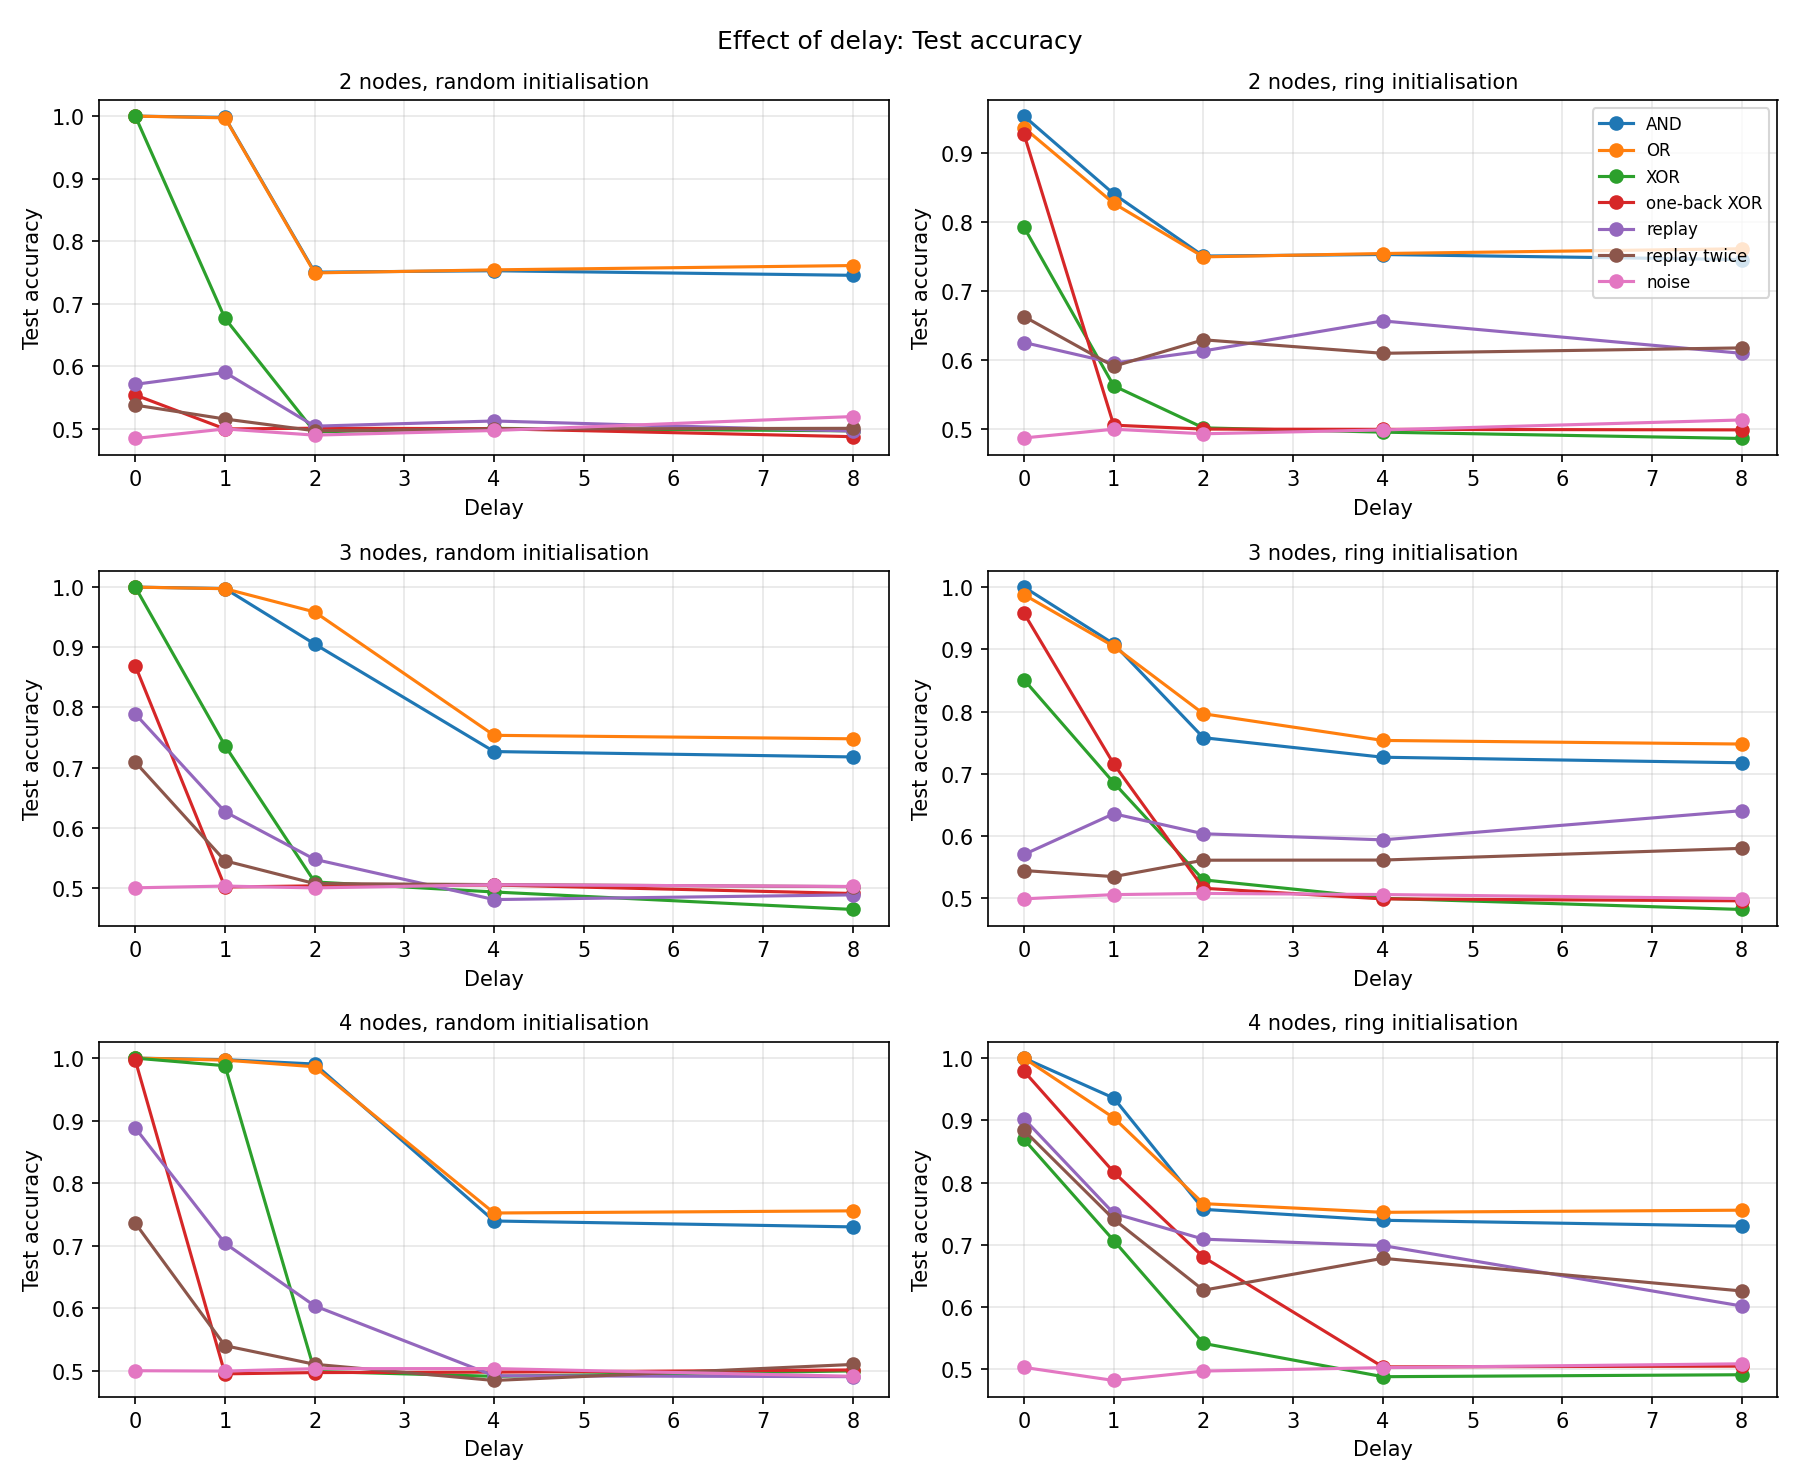 Effect of delay: Test accuracy
2 nodes, random initialisation
1.0
0.9
0.8
0.7
0.6
0.5
Test accuracy
0 1 2 3 4 5 6 7 8
Delay
2 nodes, ring initialisation
0.9
0.8
0.7
0.6
0.5
Test accuracy
AND
OR
XOR
one-back XOR
replay
replay twice
noise
0 1 2 3 4 5 6 7 8
Delay
3 nodes, random initialisation
1.0
0.9
0.8
0.7
0.6
0.5
Test accuracy
0 1 2 3 4 5 6 7 8
Delay
3 nodes, ring initialisation
1.0
0.9
0.8
0.7
0.6
0.5
Test accuracy
0 1 2 3 4 5 6 7 8
Delay
4 nodes, random initialisation
1.0
0.9
0.8
0.7
0.6
0.5
Test accuracy
0 1 2 3 4 5 6 7 8
Delay
4 nodes, ring initialisation
1.0
0.9
0.8
0.7
0.6
0.5
Test accuracy
0 1 2 3 4 5 6 7 8
Delay